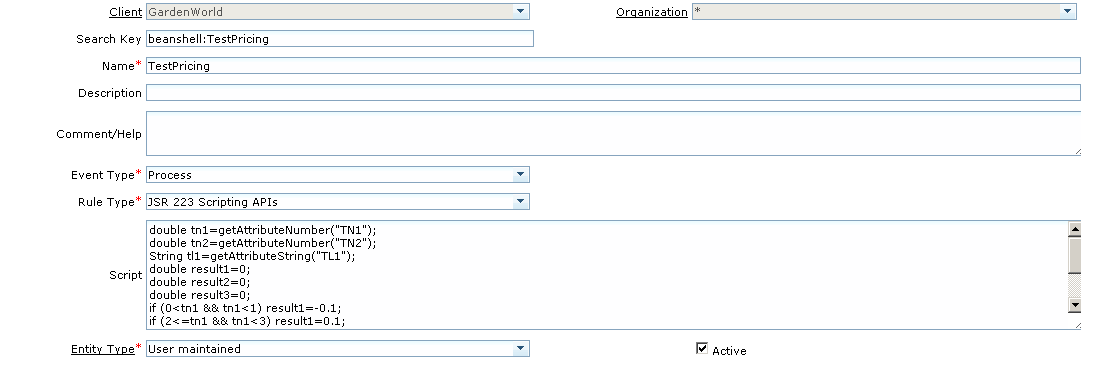 Client GardenWorld Organization *
Search Key beanshell:TestPricing
Name* TestPricing
Description
Comment/Help
Event Type* Process
Rule Type* JSR 223 Scripting APIs
Script
double tn1=getAttributeNumber("TN1");
double tn2=getAttributeNumber("TN2");
String tl1=getAttributeString("TL1");
double result1=0;
double result2=0;
double result3=0;
if (0<tn1 && tn1<1) result1=-0.1;
if (2<=tn1 && tn1<3) result1=0.1;
Entity Type* User maintained Active